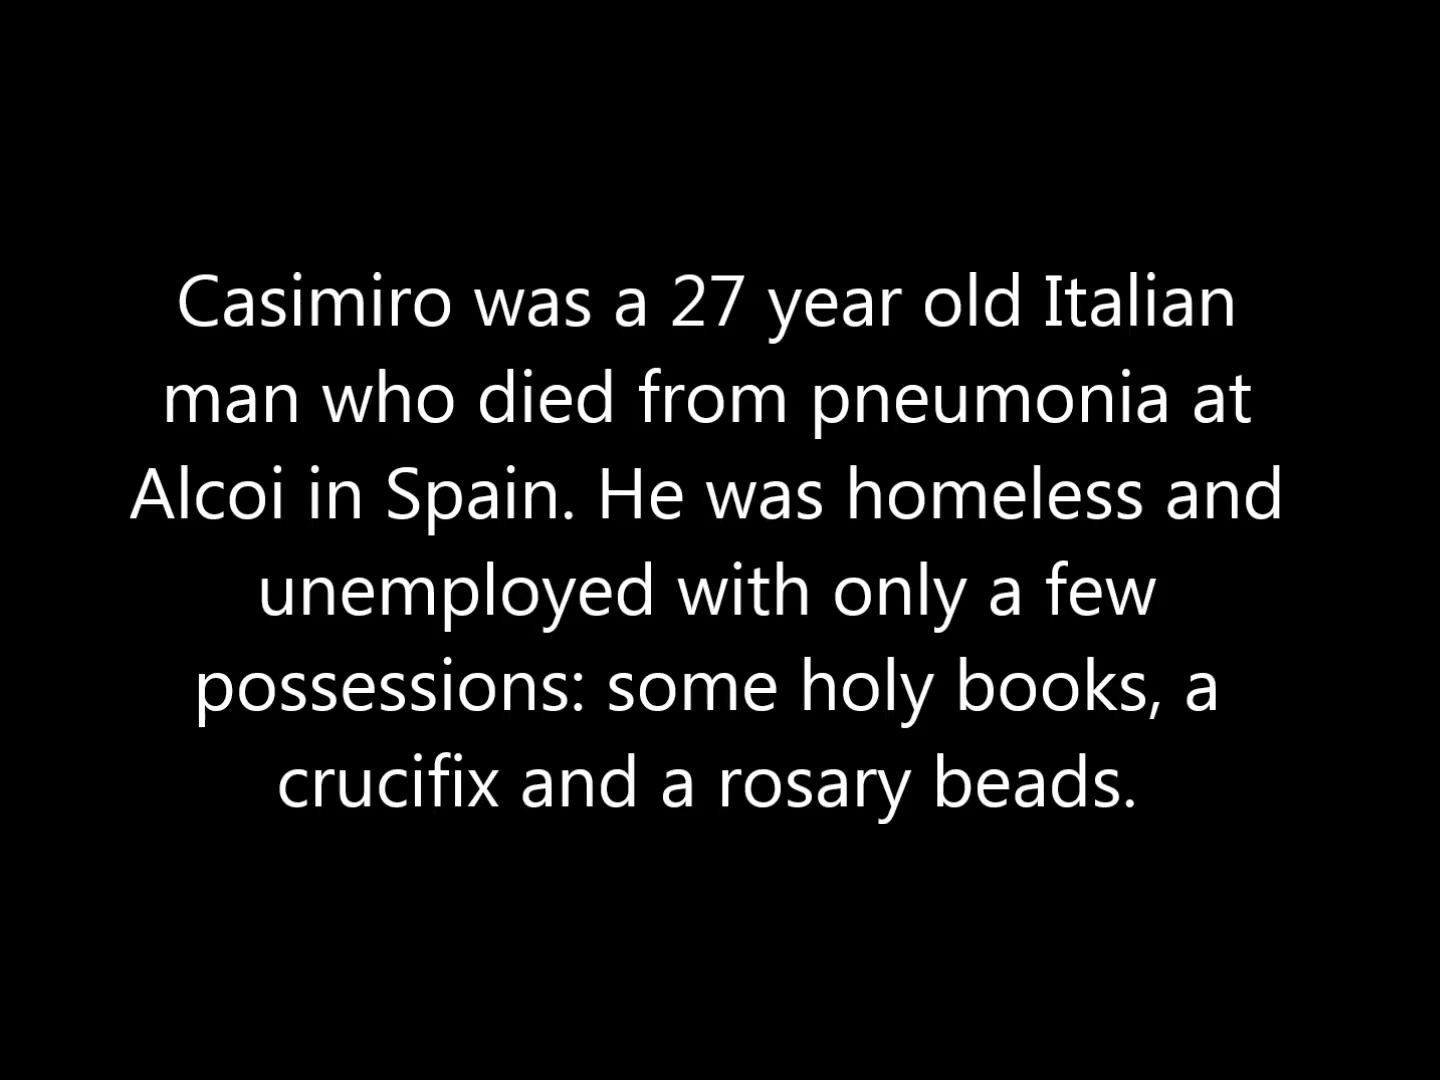 Casimiro was a 27 year old Italian
man who died from pneumonia at
Alcoi in Spain. He was homeless and
unemployed with only a few
possessions: some holy books, a
crucifix and a rosary beads.